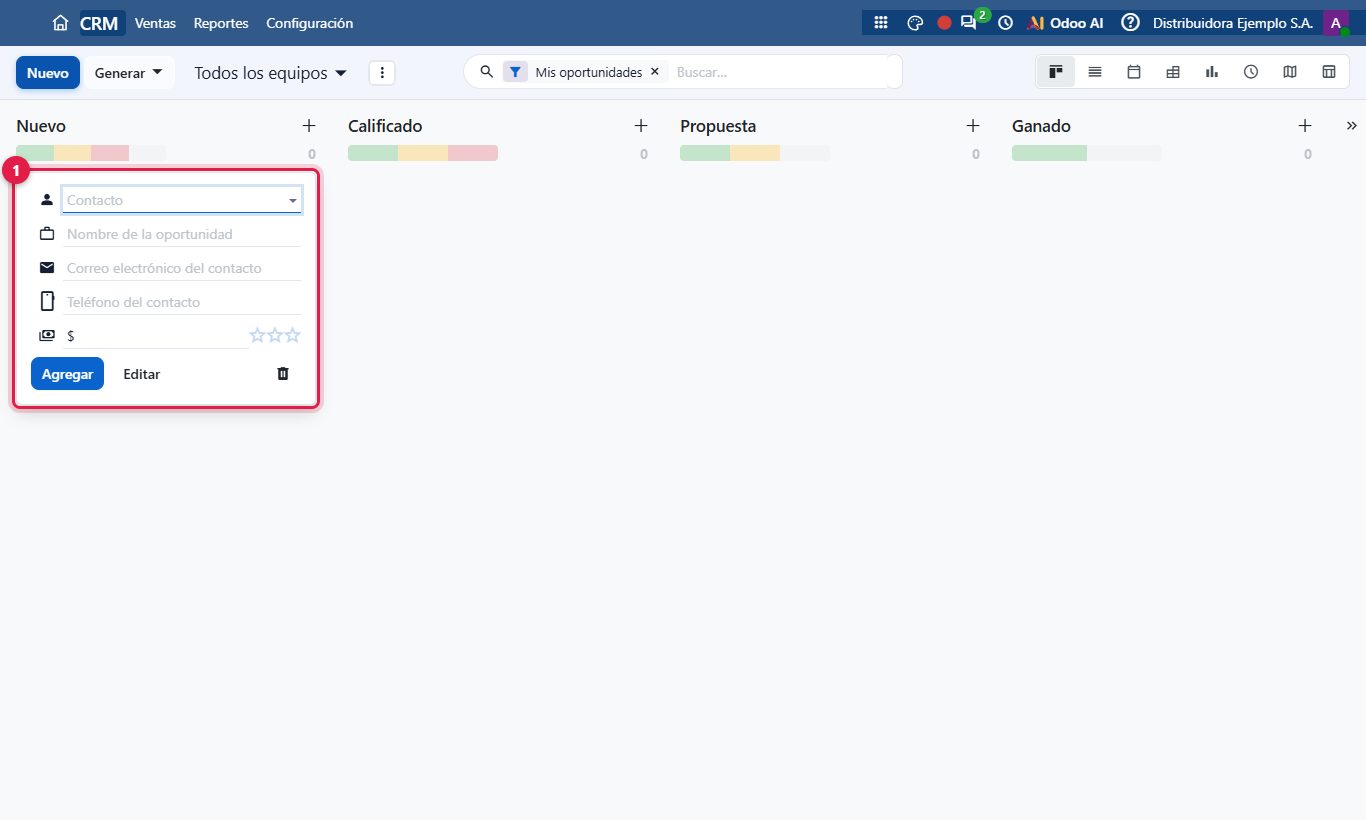 CRM Ventas Reportes Configuración 2 Odoo AI Distribuidora Ejemplo S.A. A
Nuevo Generar Todos los equipos Mis oportunidades × Buscar...
Nuevo + Calificado + Propuesta + Ganado + »
0 0 0 0
1
Contacto
Nombre de la oportunidad
Correo electrónico del contacto
Teléfono del contacto
$
Agregar Editar